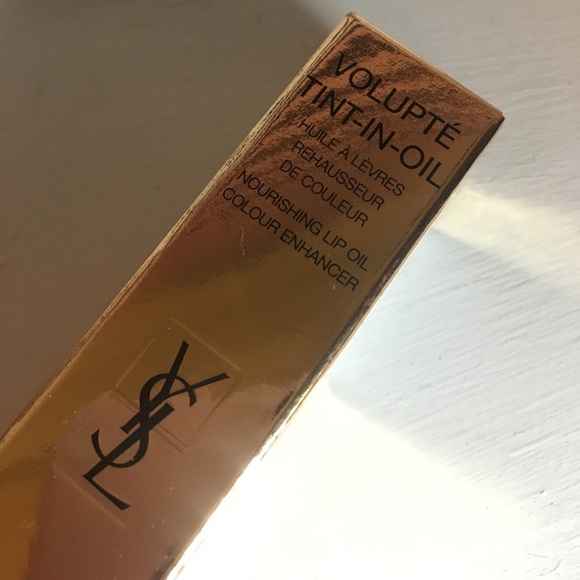 VOLUPTÉ
TINT-IN-OIL
HUILE À LÈVRES
REHAUSSEUR
DE COULEUR
NOURISHING LIP OIL
COLOUR ENHANCER
YSL